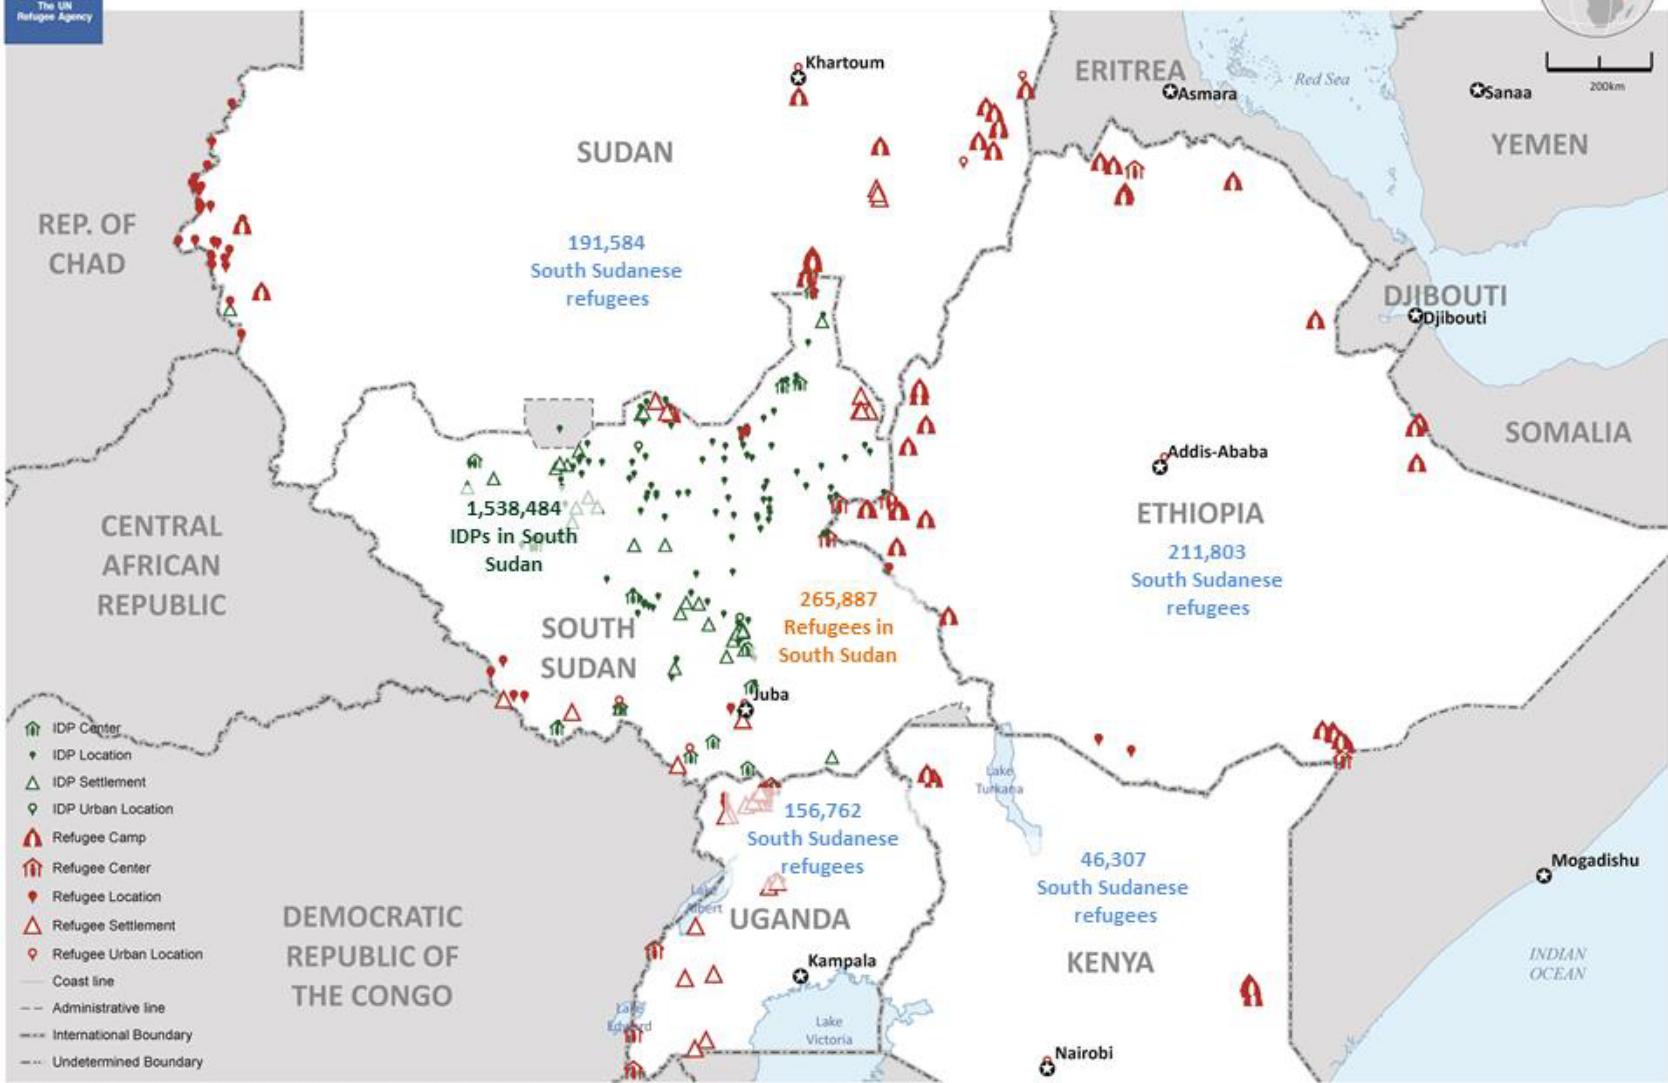 The UN
Refugee Agency
Khartoum
ERITREA
Asmara
Red Sea
200km
Sanaa
YEMEN
SUDAN
REP. OF
CHAD
191,584
South Sudanese
refugees
DJIBOUTI
Djibouti
SOMALIA
Addis-Ababa
ETHIOPIA
211,803
South Sudanese
refugees
CENTRAL
AFRICAN
REPUBLIC
1,538,484
IDPs in South
Sudan
265,887
Refugees in
South Sudan
SOUTH
SUDAN
Juba
IDP Center
IDP Location
IDP Settlement
IDP Urban Location
Refugee Camp
Refugee Center
Refugee Location
Refugee Settlement
Refugee Urban Location
Coast line
Administrative line
International Boundary
Undetermined Boundary
Lake
Turkana
156,762
South Sudanese
refugees
46,307
South Sudanese
refugees
Mogadishu
Lake
Albert
UGANDA
DEMOCRATIC
REPUBLIC OF
THE CONGO
Kampala
KENYA
INDIAN
OCEAN
Lake
Edward
Lake
Victoria
Nairobi